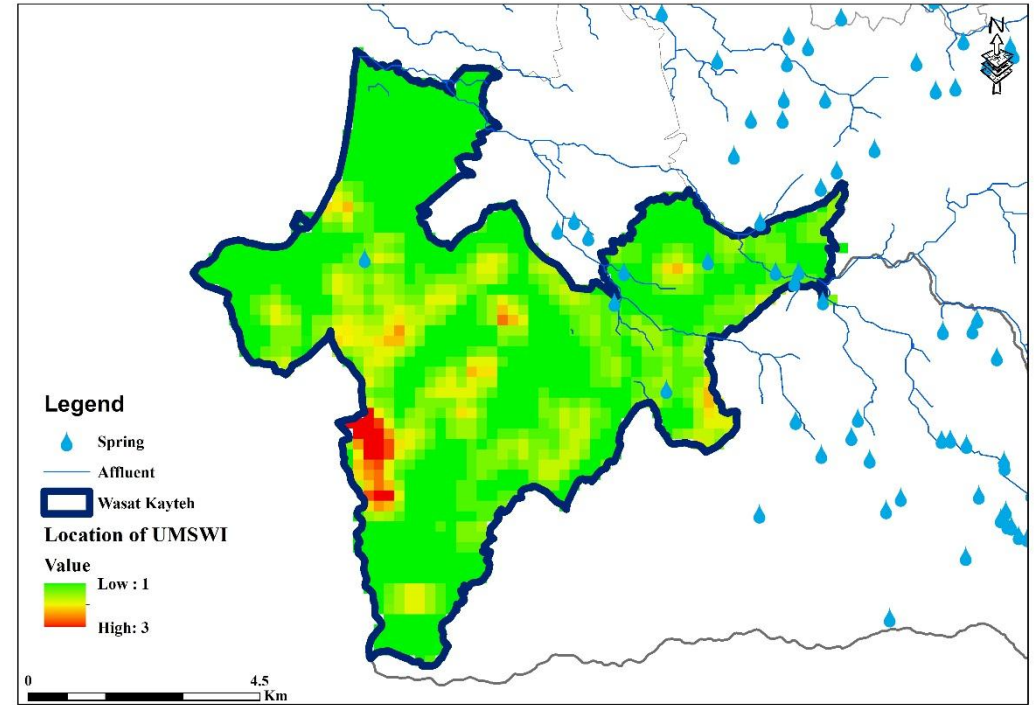 N
Legend
Spring
Affluent
Wasat Kayteh
Location of UMSWI
Value
Low : 1
High: 3
0 4.5
Km